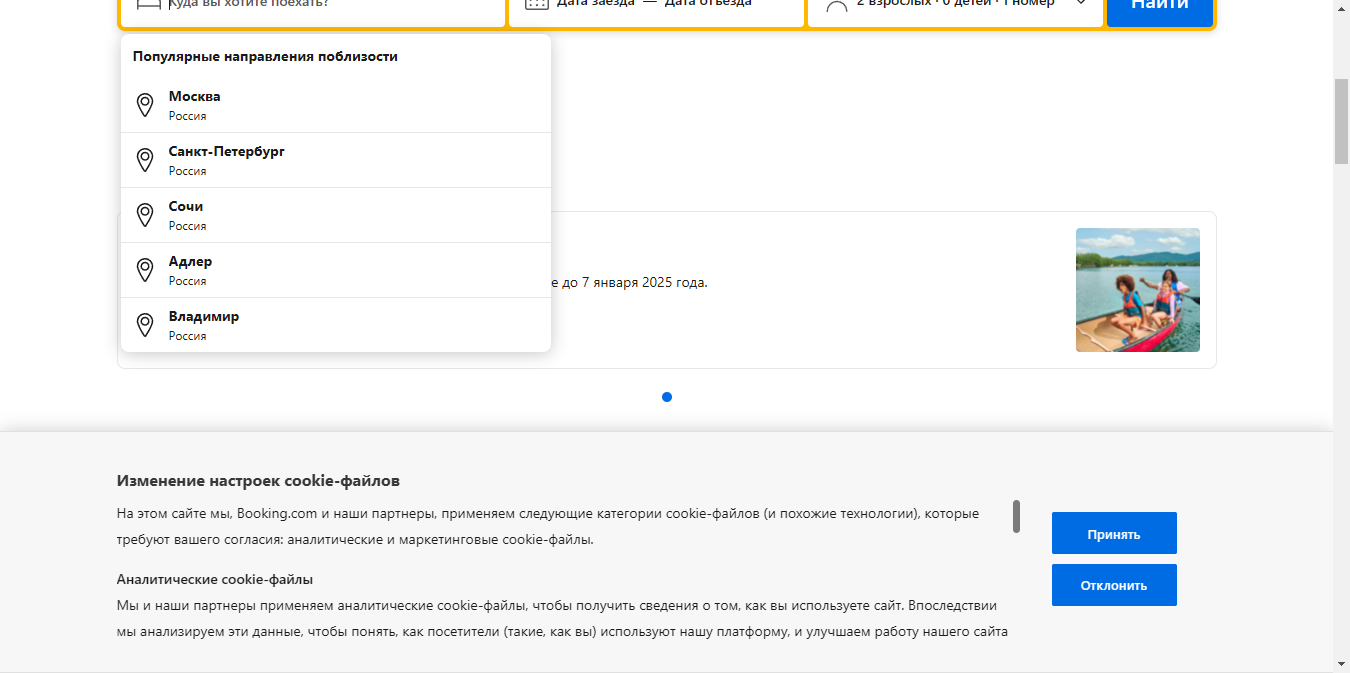 Куда вы хотите поехать?
Дата заезда — Дата отъезда
2 взрослых · 0 детей · 1 номер
Найти
Популярные направления поблизости
Москва
Россия
Санкт-Петербург
Россия
Сочи
Россия
Адлер
Россия
Владимир
Россия
е до 7 января 2025 года.
Изменение настроек cookie-файлов
На этом сайте мы, Booking.com и наши партнеры, применяем следующие категории cookie-файлов (и похожие технологии), которые
требуют вашего согласия: аналитические и маркетинговые cookie-файлы.
Аналитические cookie-файлы
Мы и наши партнеры применяем аналитические cookie-файлы, чтобы получить сведения о том, как вы используете сайт. Впоследствии
мы анализируем эти данные, чтобы понять, как посетители (такие, как вы) используют нашу платформу, и улучшаем работу нашего сайта
Принять
Отклонить